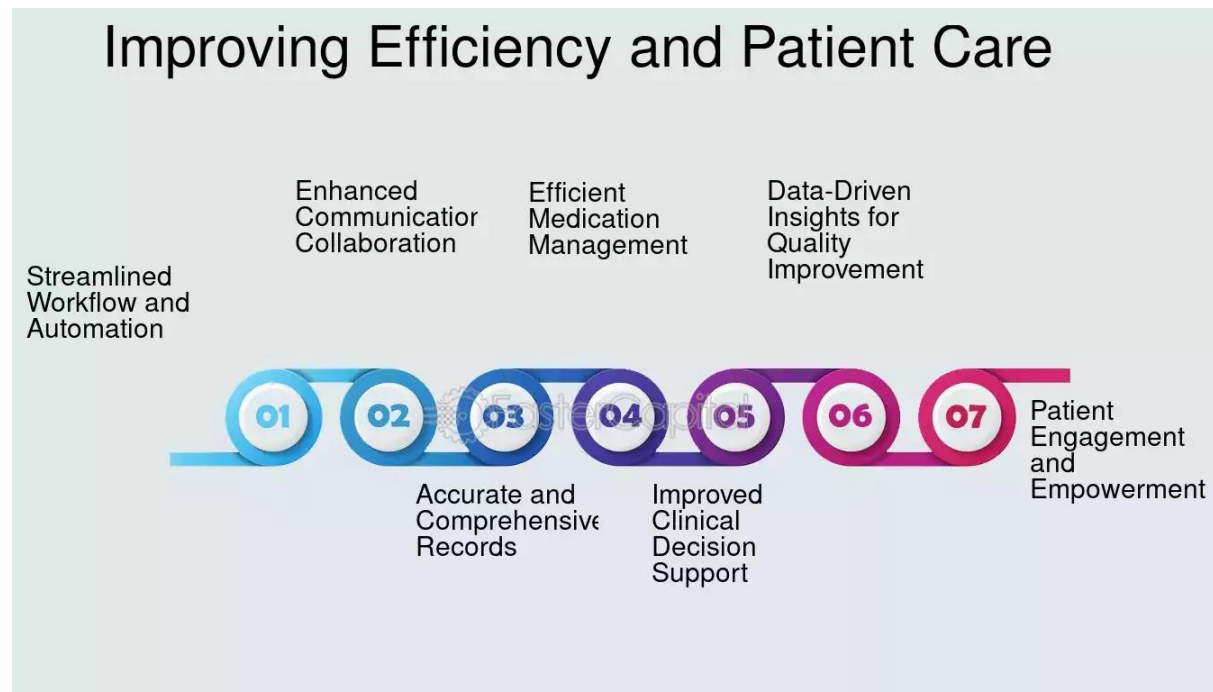 Improving Efficiency and Patient Care
Streamlined
Workflow and
Automation
01
Enhanced
Communication
Collaboration
02
Accurate and
Comprehensive
Records
03
Efficient
Medication
Management
04
Improved
Clinical
Decision
Support
05
Data-Driven
Insights for
Quality
Improvement
06
Patient
Engagement
and
Empowerment
07
FasterCapital